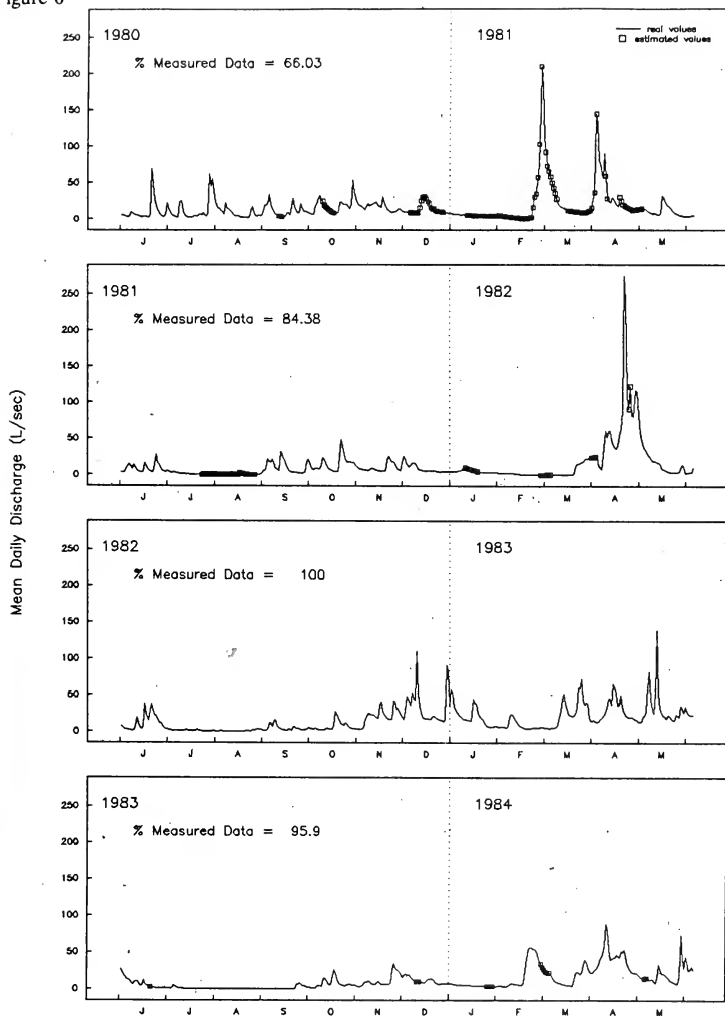 igure 6
Mean Daily Discharge (L/sec)
1980 1981
% Measured Data = 66.03
real values
estimated values
250
200
150
100
50
0
J J A S O N D J F M A M
1981 1982
% Measured Data = 84.38
250
200
150
100
50
0
J J A S O N D J F M A M
1982 1983
% Measured Data = 100
250
200
150
100
50
0
J J A S O N D J F M A M
1983 1984
% Measured Data = 95.9
250
200
150
100
50
0
J J A S O N D J F M A M